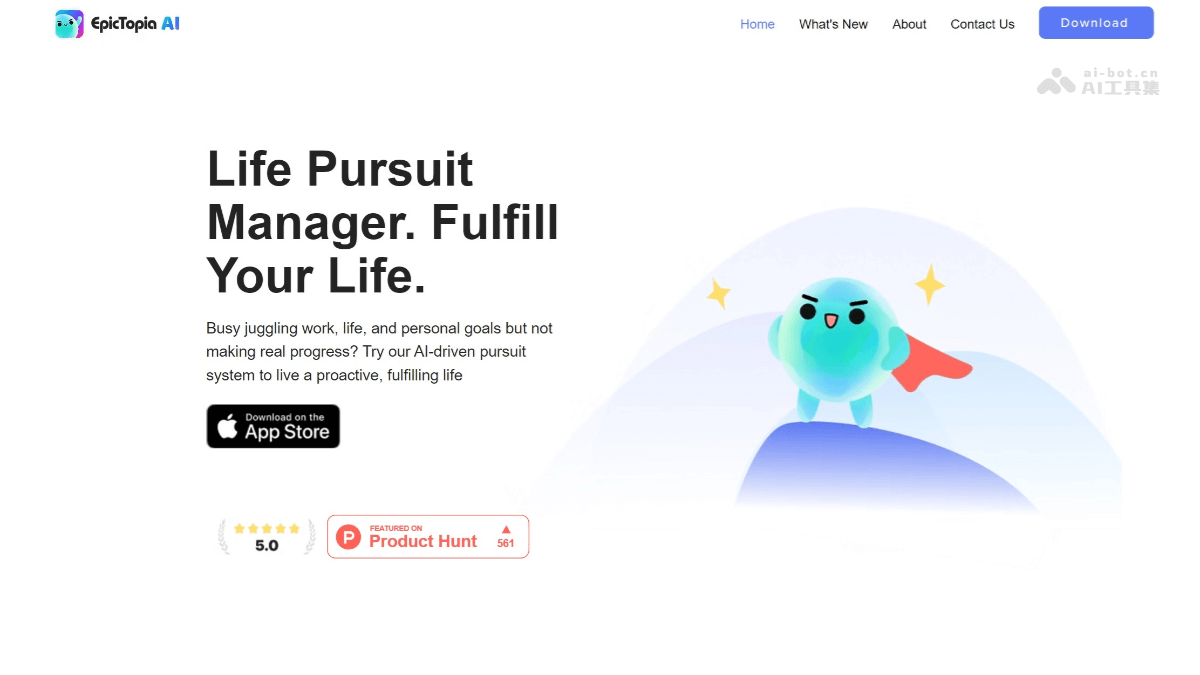 EpicTopia AI
Home What's New About Contact Us Download
ai-bot.cn
AI工具集
Life Pursuit
Manager. Fulfill
Your Life.
Busy juggling work, life, and personal goals but not
making real progress? Try our AI-driven pursuit
system to live a proactive, fulfilling life
Download on the
App Store
5.0
P
FEATURED ON
Product Hunt
561